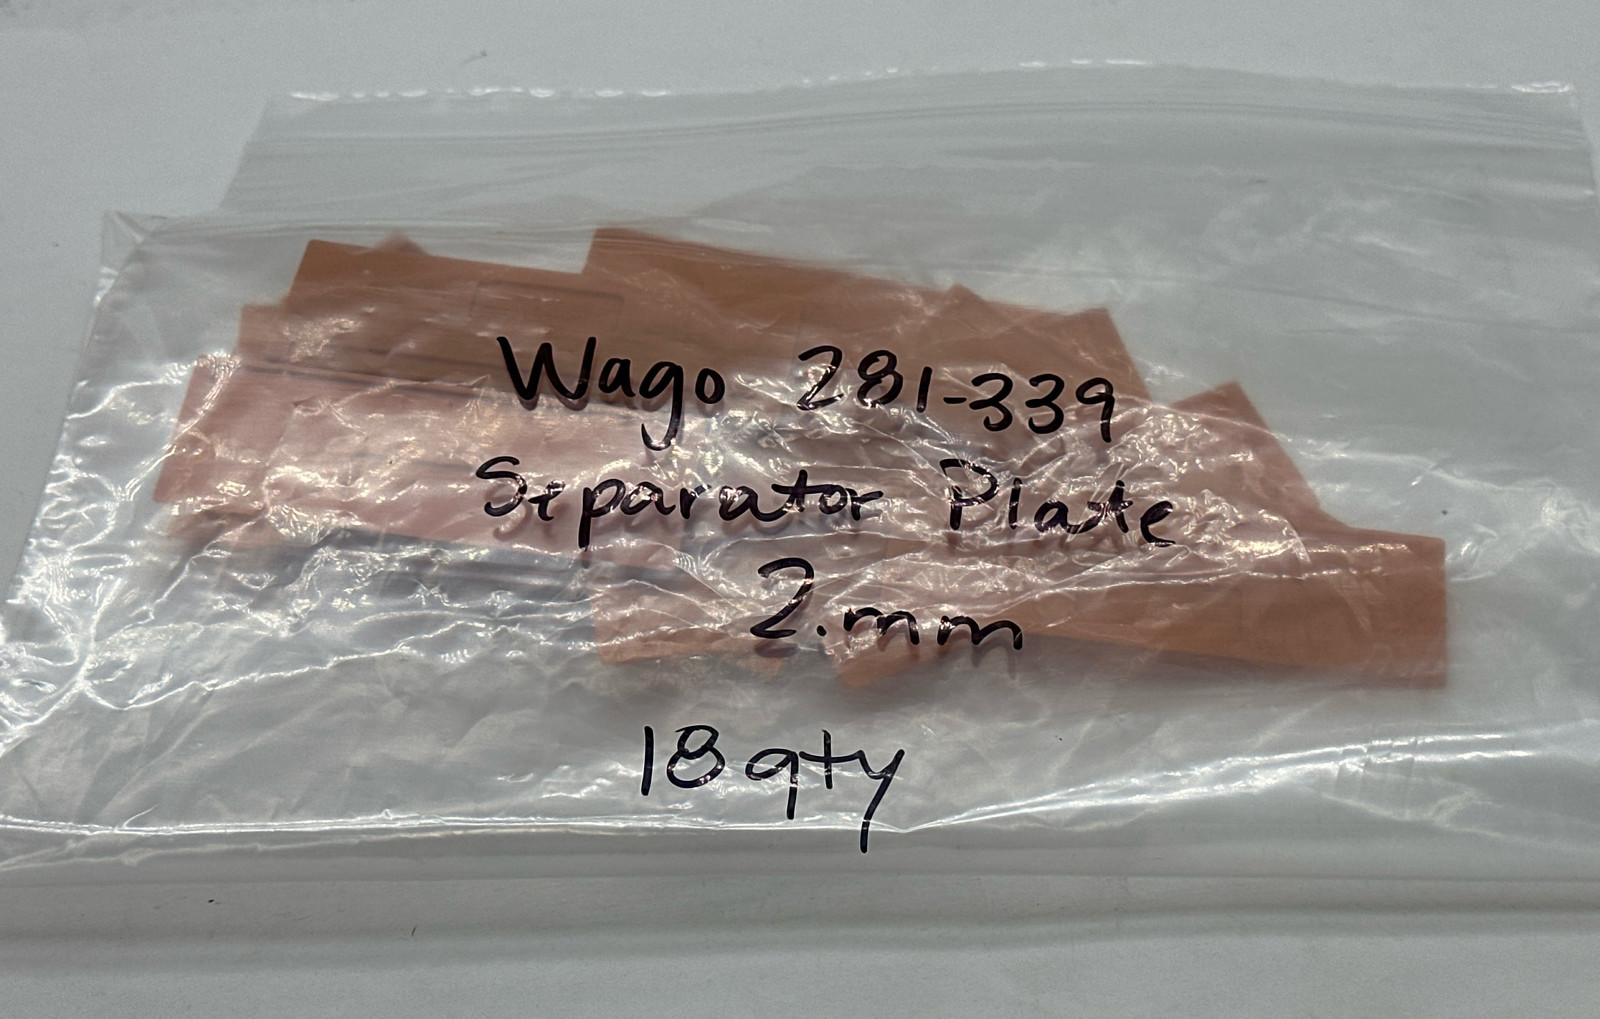 Wago 281-339
Separator Plate
2.mm
18 qty